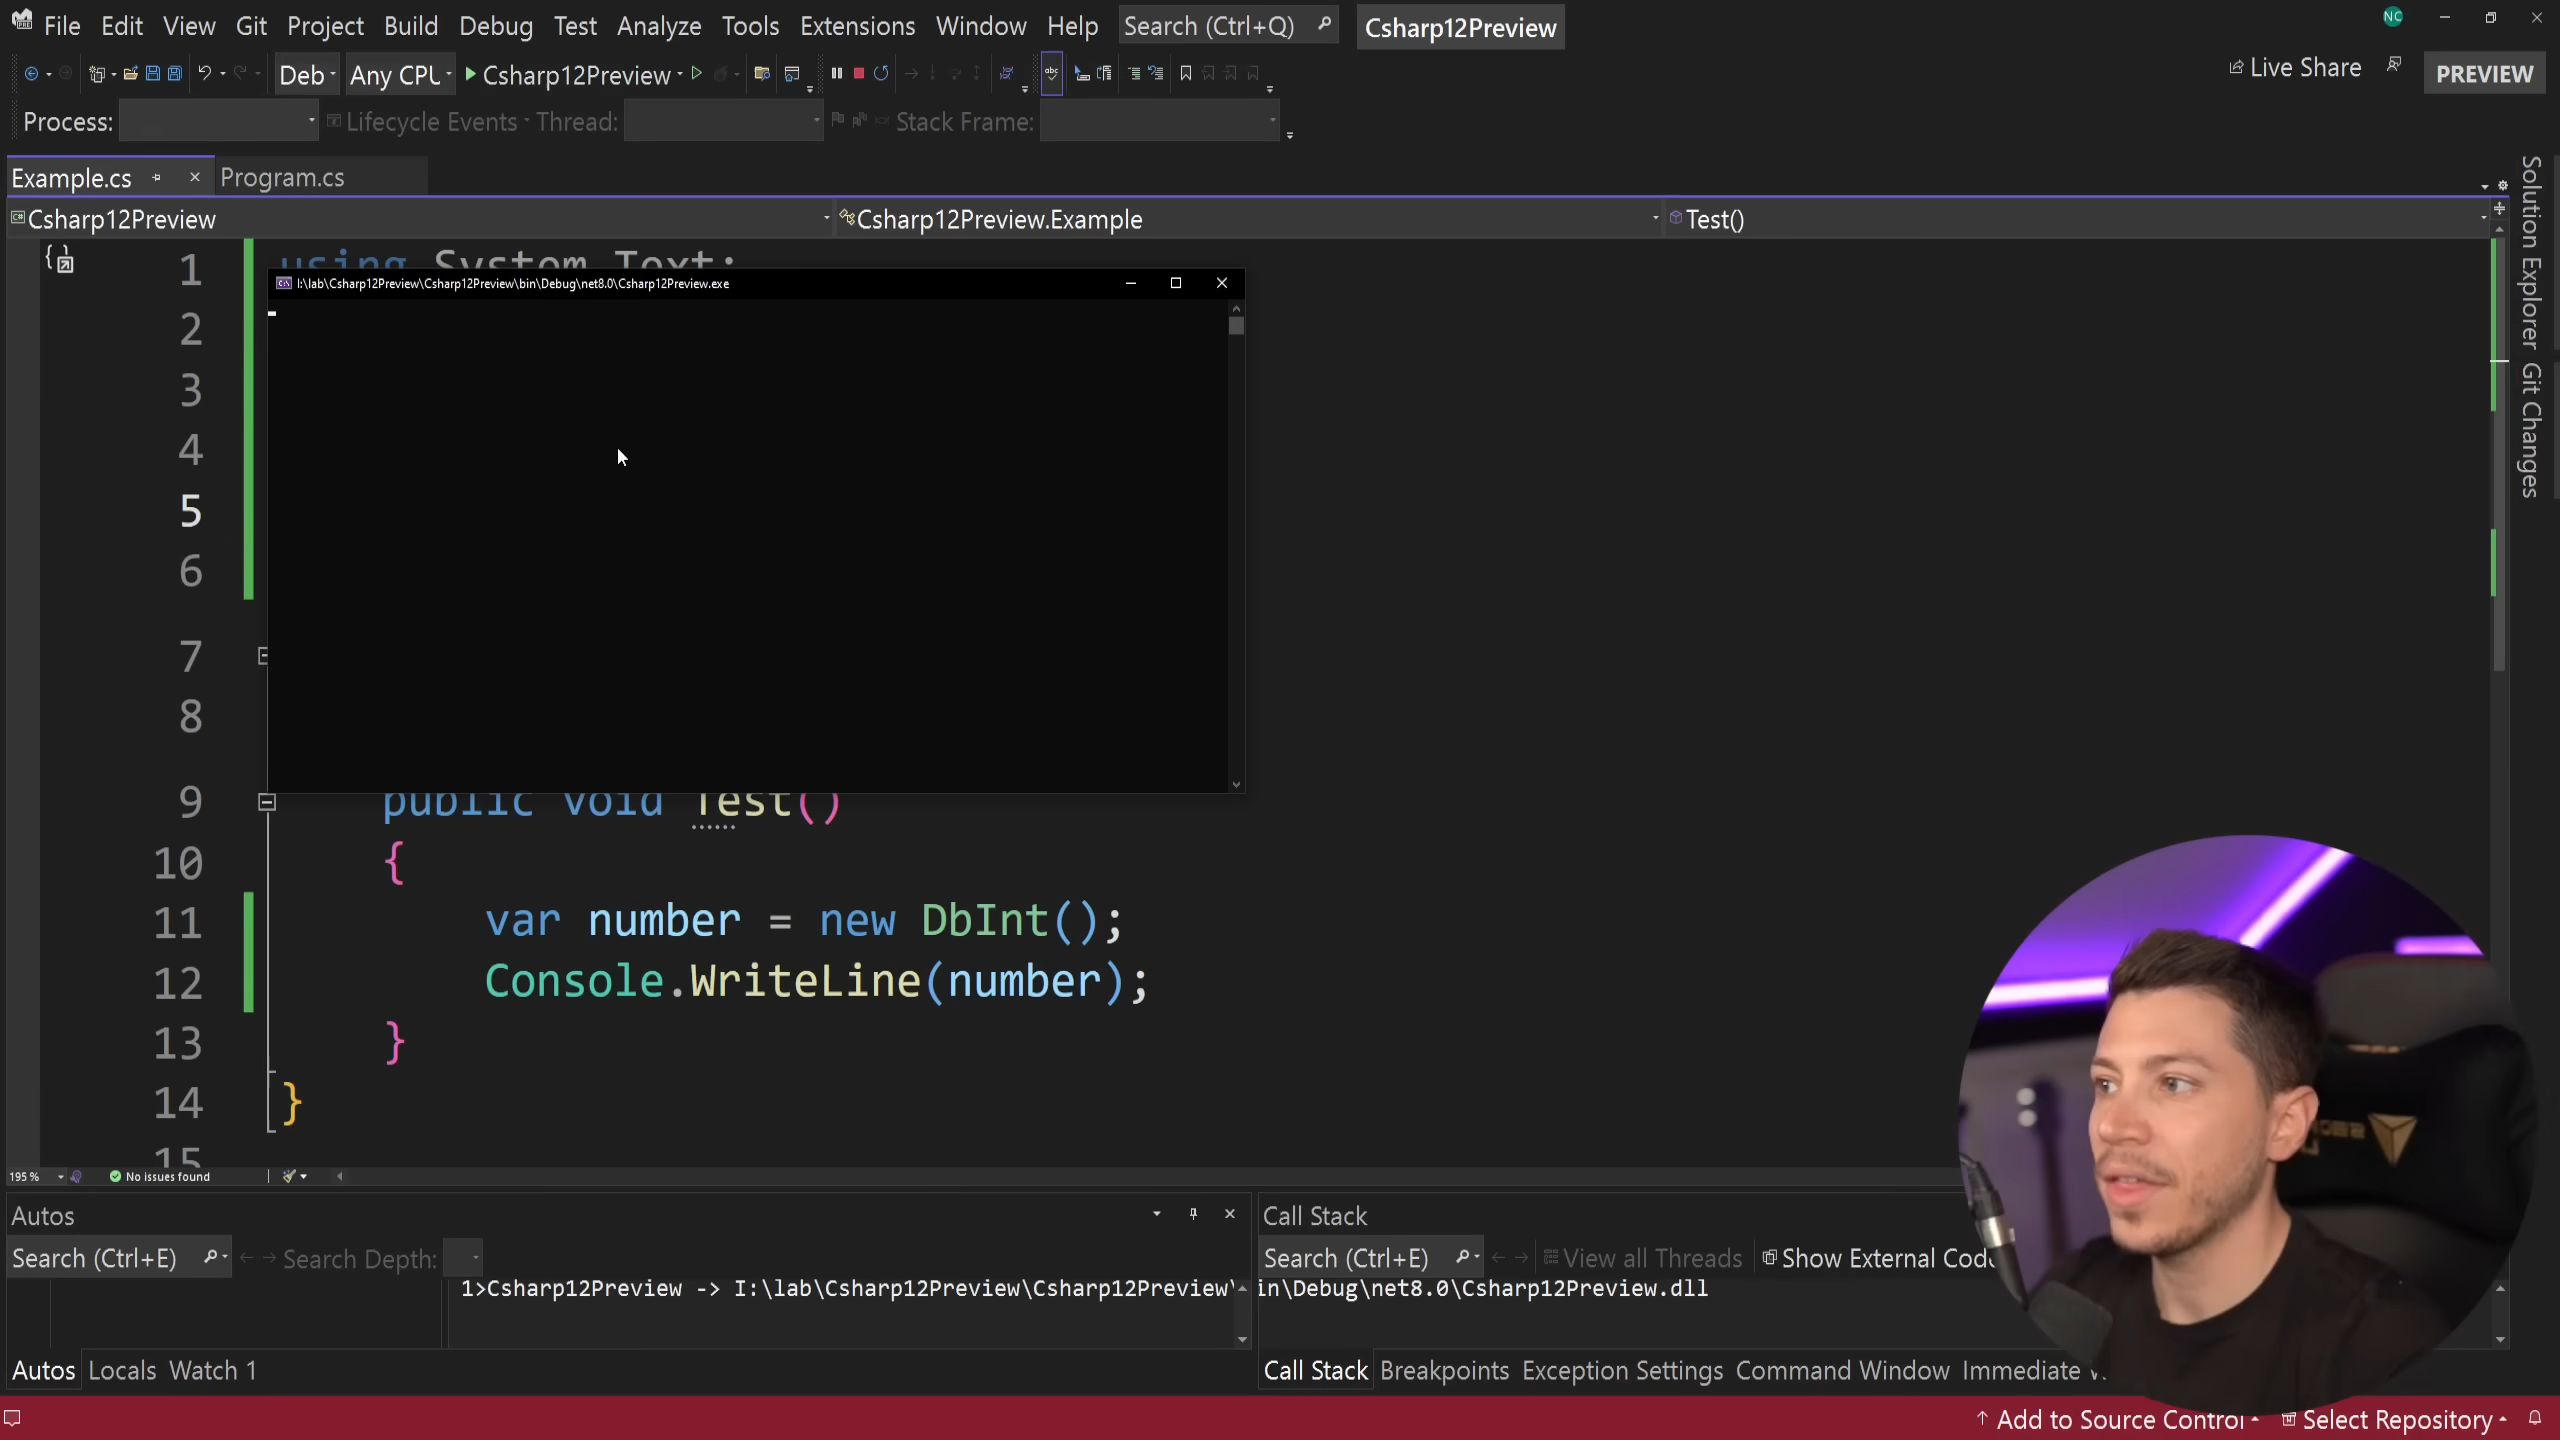 File Edit View Git Project Build Debug Test Analyze Tools Extensions Window Help Search (Ctrl+Q) Csharp12Preview NC
Deb Any CPU Csharp12Preview Live Share PREVIEW
Process: Lifecycle Events Thread: Stack Frame:
Example.cs Program.cs
Csharp12Preview Csharp12Preview.Example Test()
1 using System.Text;
I:\lab\Csharp12Preview\Csharp12Preview\bin\Debug\net8.0\Csharp12Preview.exe
2
3
4
5
6
7
8
9 public void Test()
10 {
11 var number = new DbInt();
12 Console.WriteLine(number);
13 }
14 }
15
Solution Explorer
Git Changes
195 % No issues found
Autos
Search (Ctrl+E) Search Depth:
1>Csharp12Preview -> I:\lab\Csharp12Preview\Csharp12Preview\
Autos Locals Watch 1
Call Stack
Search (Ctrl+E) View all Threads Show External Code
in\Debug\net8.0\Csharp12Preview.dll
Call Stack Breakpoints Exception Settings Command Window Immediate
Add to Source Control Select Repository